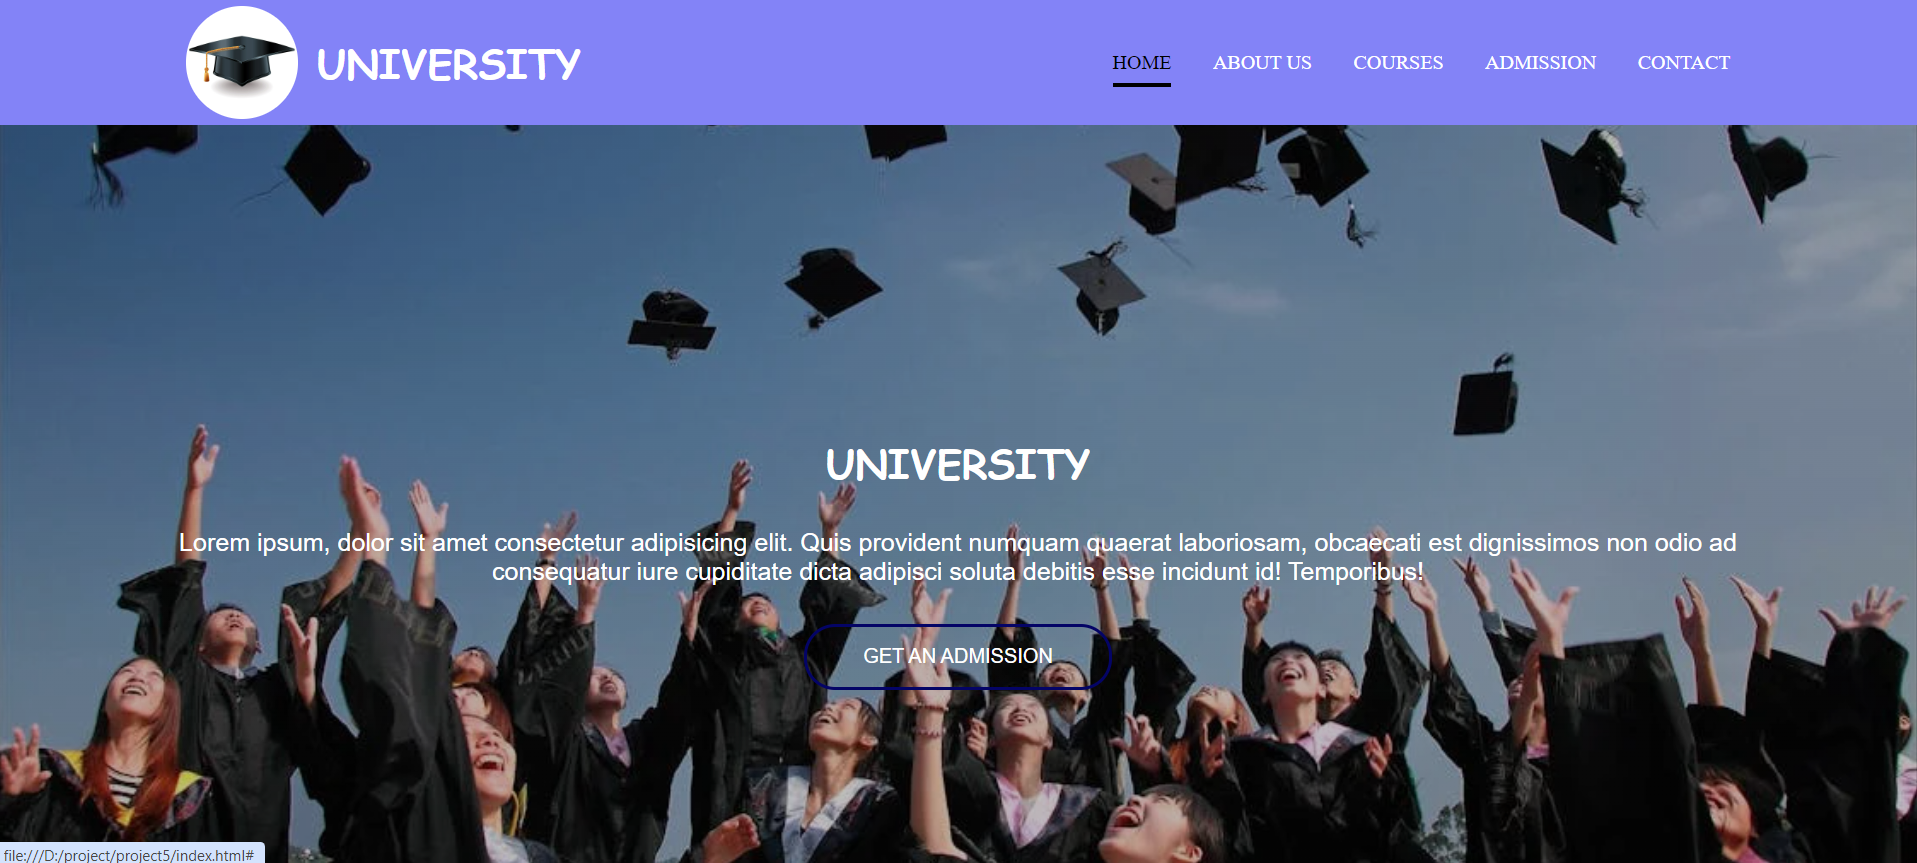 UNIVERSITY
HOME ABOUT US COURSES ADMISSION CONTACT
UNIVERSITY
Lorem ipsum, dolor sit amet consectetur adipisicing elit. Quis provident numquam quaerat laboriosam, obcaecati est dignissimos non odio ad
consequatur iure cupiditate dicta adipisci soluta debitis esse incidunt id! Temporibus!
GET AN ADMISSION
file:///D:/project/project5/index.html#